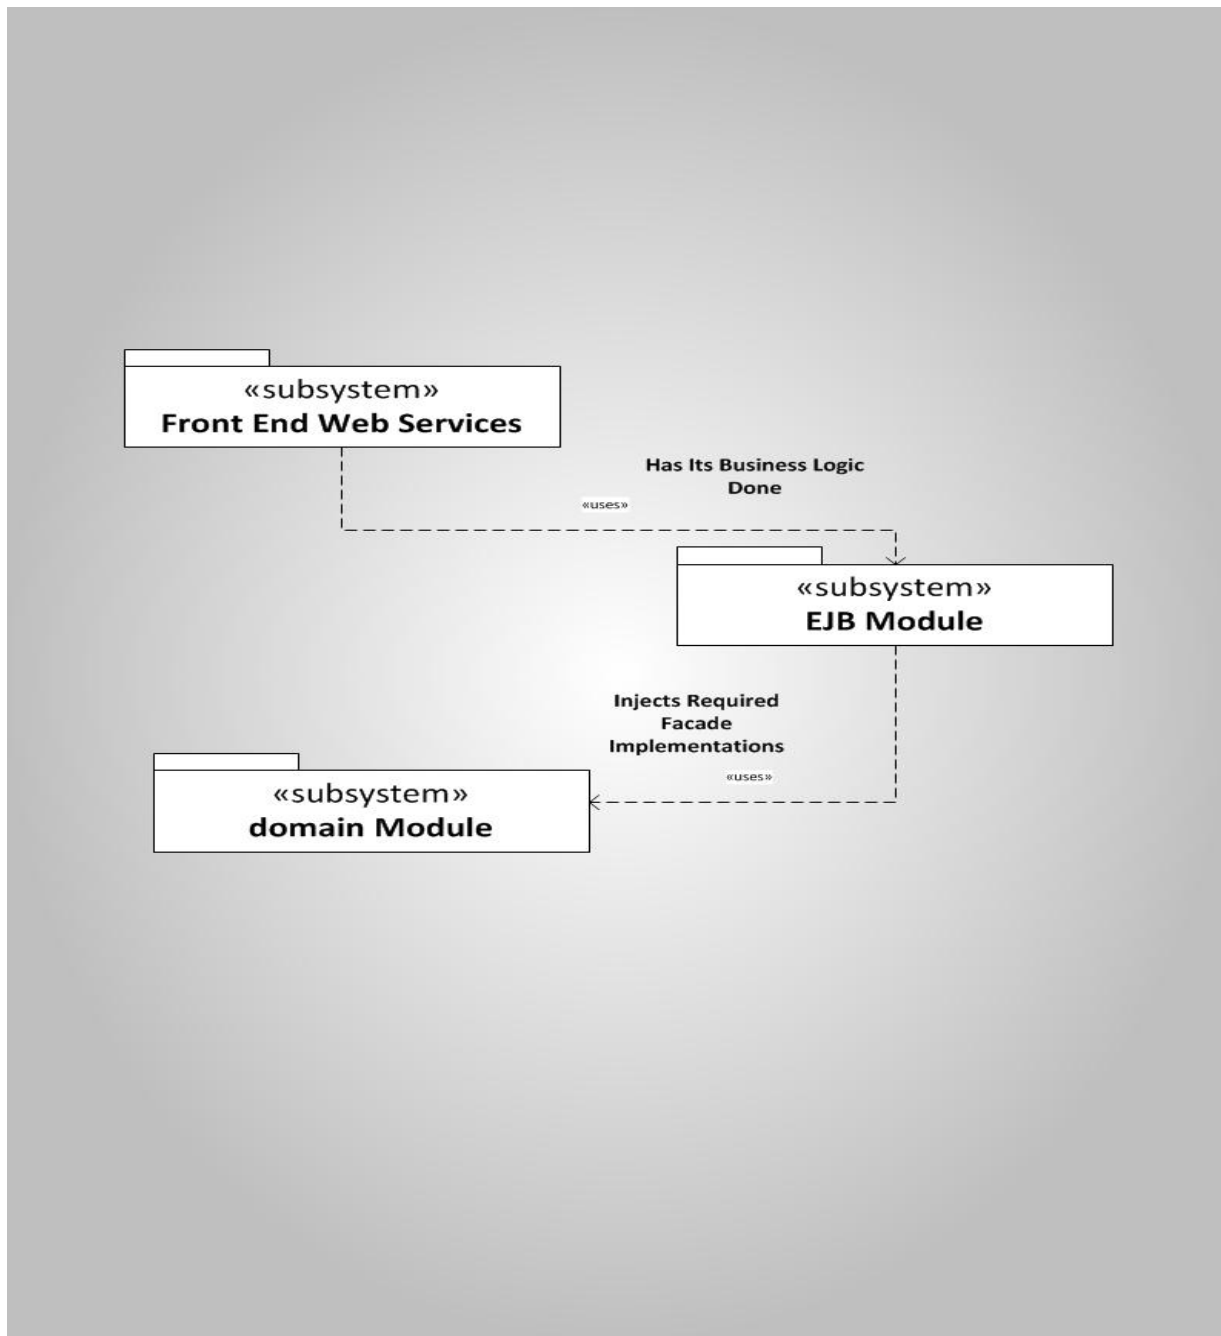 «subsystem»
Front End Web Services
Has Its Business Logic
Done
«uses»
«subsystem»
EJB Module
Injects Required
Facade
Implementations
«uses»
«subsystem»
domain Module